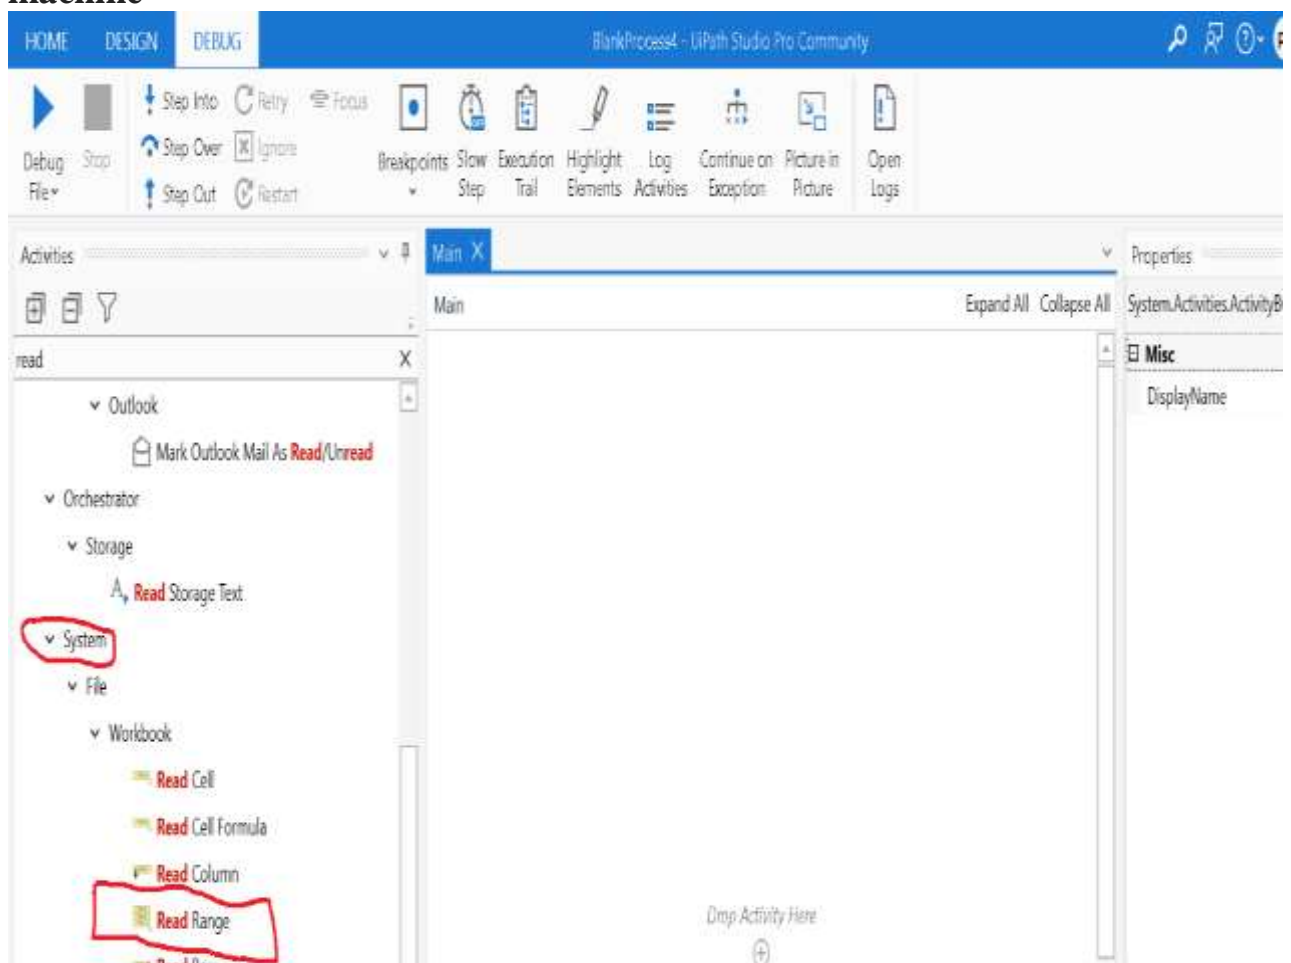 machine
HOME DESIGN DEBUG BlankProcess4 - UiPath Studio Pro Community
Step Into Retry Focus
Step Over Ignore
Step Out Restart
Debug File
Stop
Breakpoints
Slow Step
Execution Trail
Highlight Elements
Log Activities
Continue on Exception
Picture in Picture
Open Logs
Activities
read X
Outlook
Mark Outlook Mail As Read/Unread
Orchestrator
Storage
Read Storage Text
System
File
Workbook
Read Cell
Read Cell Formula
Read Column
Read Range
Main X
Main Expand All Collapse All
Drop Activity Here
Properties
System.Activities.ActivityB
Misc
DisplayName